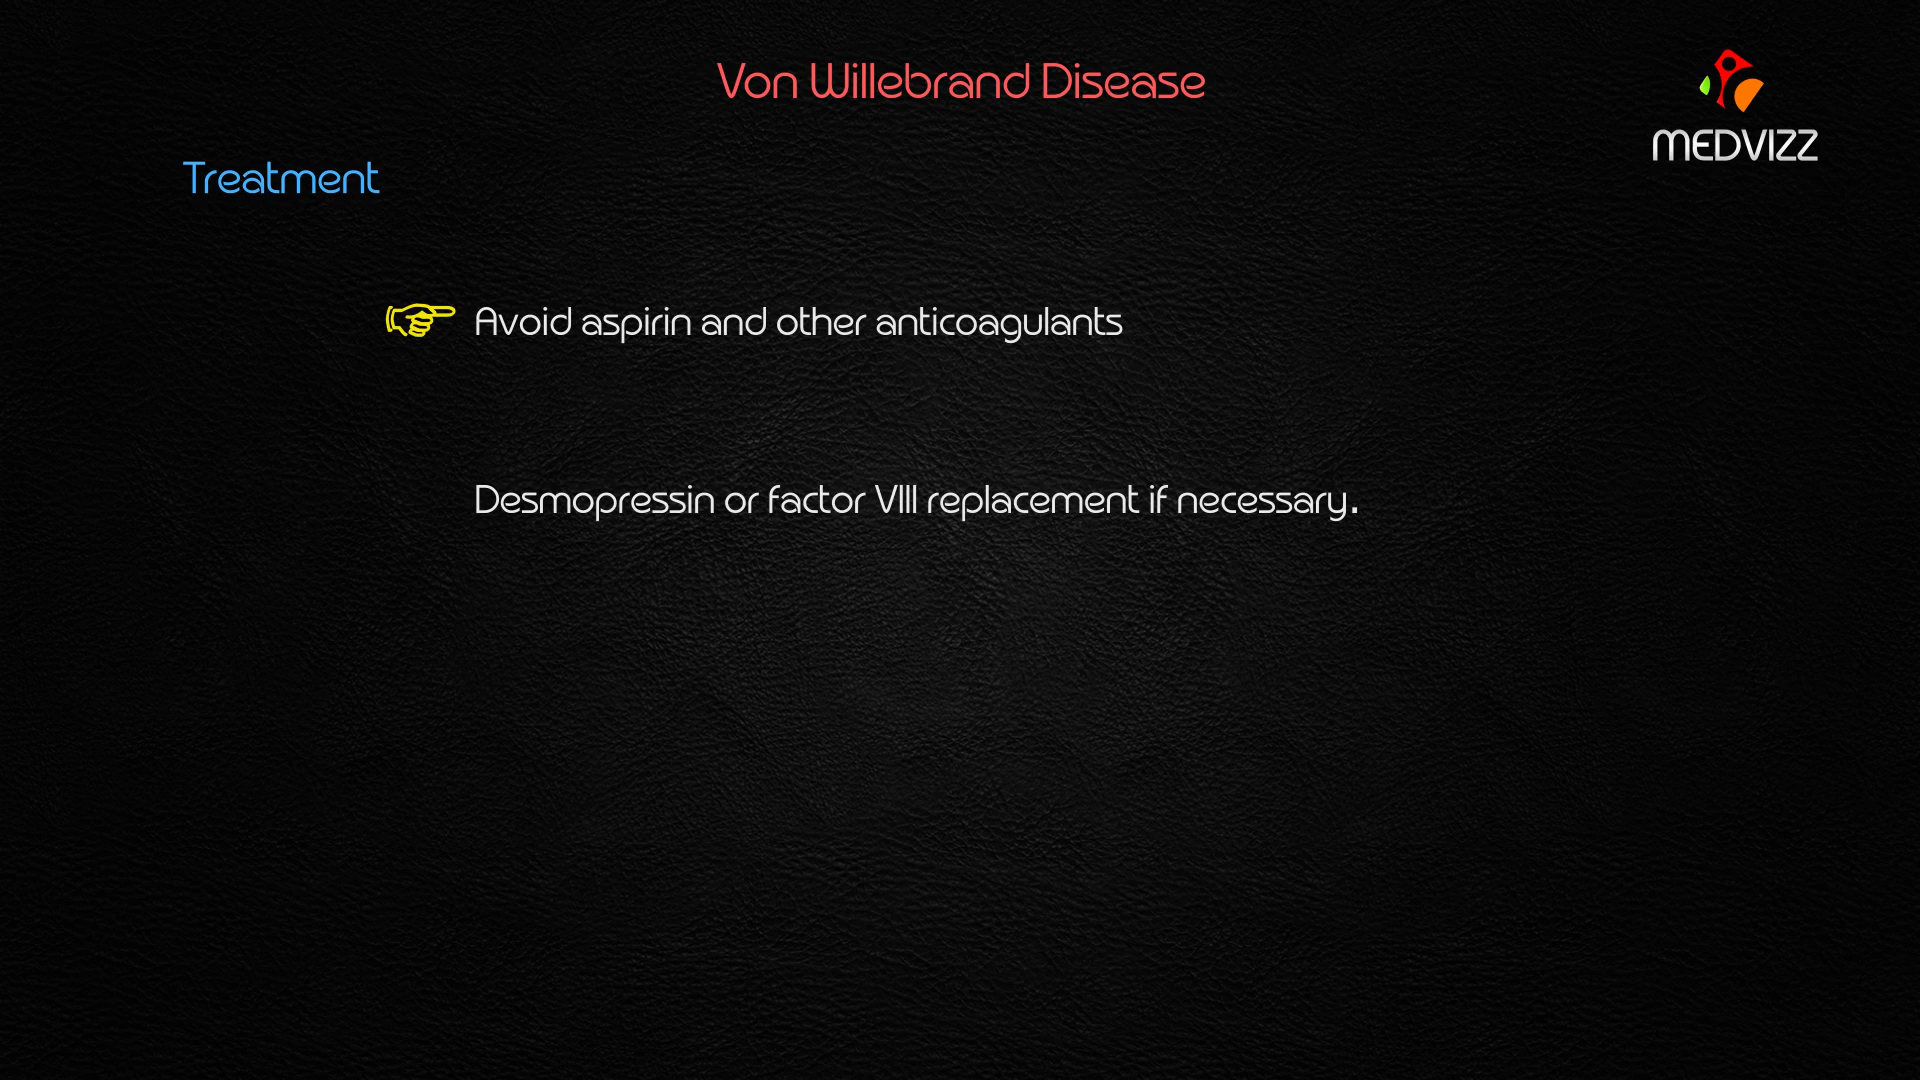 Von Willebrand Disease
MEDVIZZ
Treatment
Avoid aspirin and other anticoagulants
Desmopressin or factor VIII replacement if necessary.